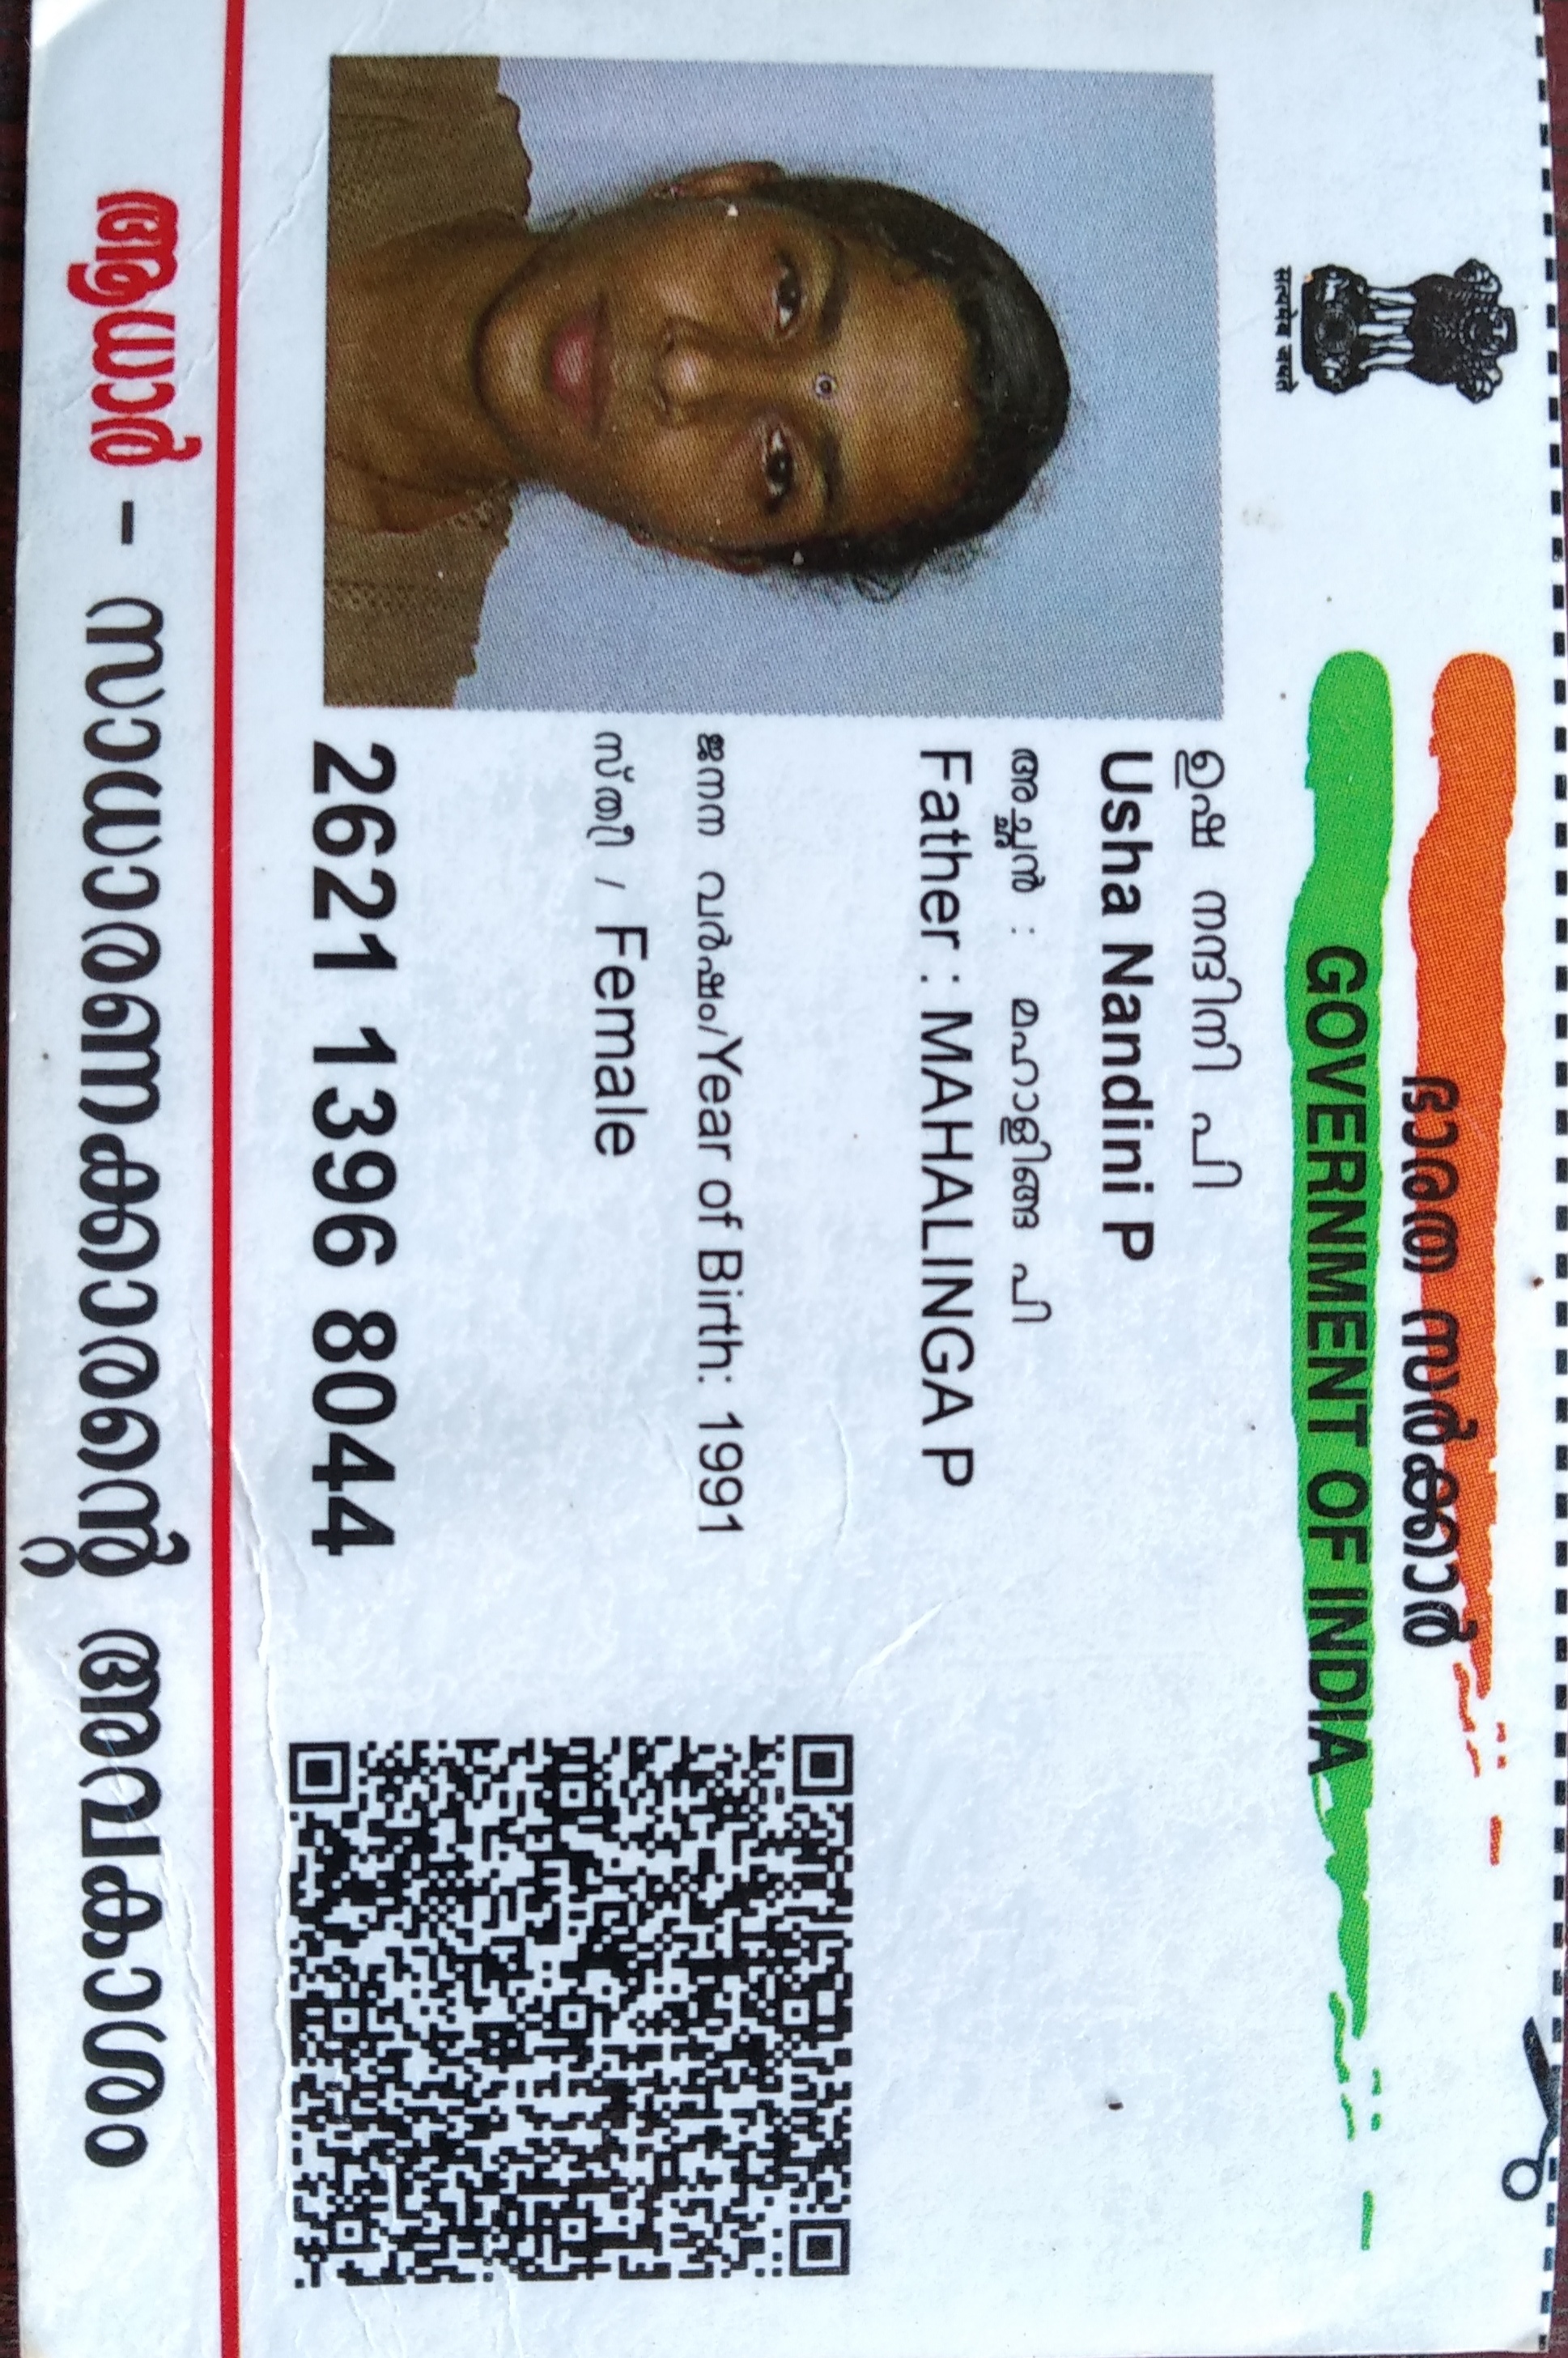 सत्यमेव जयते
ഭാരത സർക്കാർ
GOVERNMENT OF INDIA
ഉഷ നന്ദിനി പി
Usha Nandini P
അച്ഛൻ : മഹാളിങ്ങ പി
Father : MAHALINGA P
ജനന വർഷം/Year of Birth: 1991
സ്ത്രീ / Female
2621 1396 8044
ആധാർ - സാധാരണക്കാരന്റെ അവകാശം